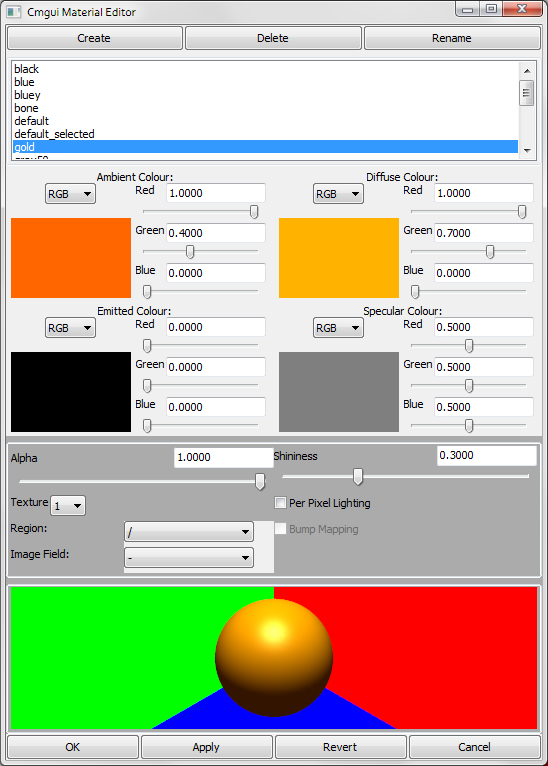 Cmgui Material Editor
Create Delete Rename
black
blue
bluey
bone
default
default_selected
gold
Ambient Colour: Diffuse Colour:
RGB Red 1.0000 RGB Red 1.0000
Green 0.4000 Green 0.7000
Blue 0.0000 Blue 0.0000
Emitted Colour: Specular Colour:
RGB Red 0.0000 RGB Red 0.5000
Green 0.0000 Green 0.5000
Blue 0.0000 Blue 0.5000
Alpha 1.0000 Shininess 0.3000
Texture 1 Per Pixel Lighting
Region: / Bump Mapping
Image Field: -
OK Apply Revert Cancel